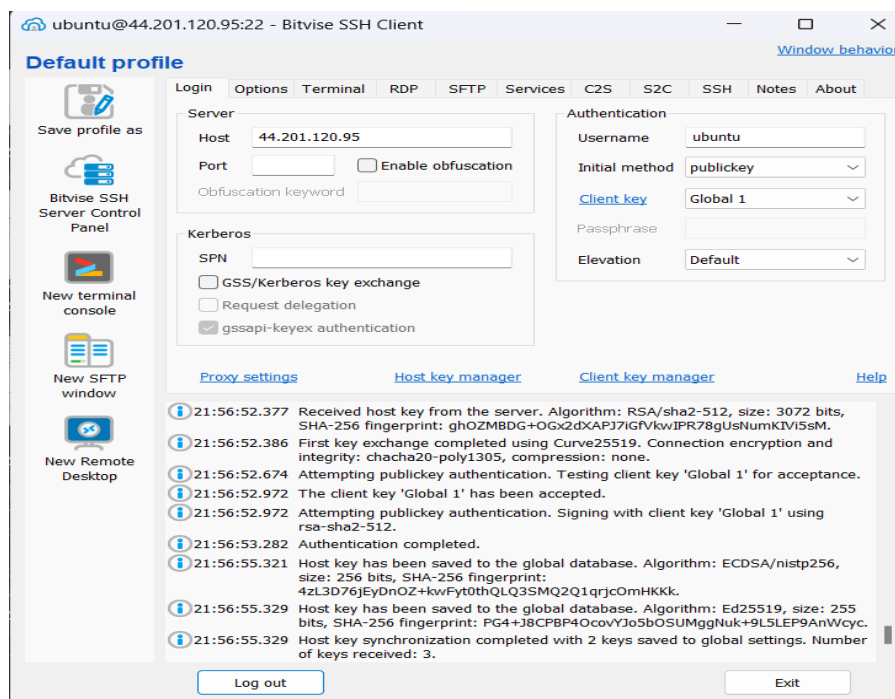 ubuntu@44.201.120.95:22 - Bitvise SSH Client
Default profile
Window behavior
Save profile as
Bitvise SSH
Server Control
Panel
New terminal
console
New SFTP
window
New Remote
Desktop
Login Options Terminal RDP SFTP Services C2S S2C SSH Notes About
Server
Host 44.201.120.95
Port Enable obfuscation
Obfuscation keyword
Kerberos
SPN
GSS/Kerberos key exchange
Request delegation
gssapi-keyex authentication
Authentication
Username ubuntu
Initial method publickey
Client key Global 1
Passphrase
Elevation Default
Proxy settings Host key manager Client key manager Help
21:56:52.377 Received host key from the server. Algorithm: RSA/sha2-512, size: 3072 bits,
SHA-256 fingerprint: ghOZMBDG+OGx2dXAPJ7iGfVkwIPR78gUsNumKIVi5sM.
21:56:52.386 First key exchange completed using Curve25519. Connection encryption and
integrity: chacha20-poly1305, compression: none.
21:56:52.674 Attempting publickey authentication. Testing client key 'Global 1' for acceptance.
21:56:52.972 The client key 'Global 1' has been accepted.
21:56:52.972 Attempting publickey authentication. Signing with client key 'Global 1' using
rsa-sha2-512.
21:56:53.282 Authentication completed.
21:56:55.321 Host key has been saved to the global database. Algorithm: ECDSA/nistp256,
size: 256 bits, SHA-256 fingerprint:
4zL3D76jEyDnOZ+kwFyt0thQLQ3SMQ2Q1qrjcOmHKKk.
21:56:55.329 Host key has been saved to the global database. Algorithm: Ed25519, size: 255
bits, SHA-256 fingerprint: PG4+J8CPBP4OcovYJo5bOSUMggNuk+9L5LEP9AnWcyc.
21:56:55.329 Host key synchronization completed with 2 keys saved to global settings. Number
of keys received: 3.
Log out Exit